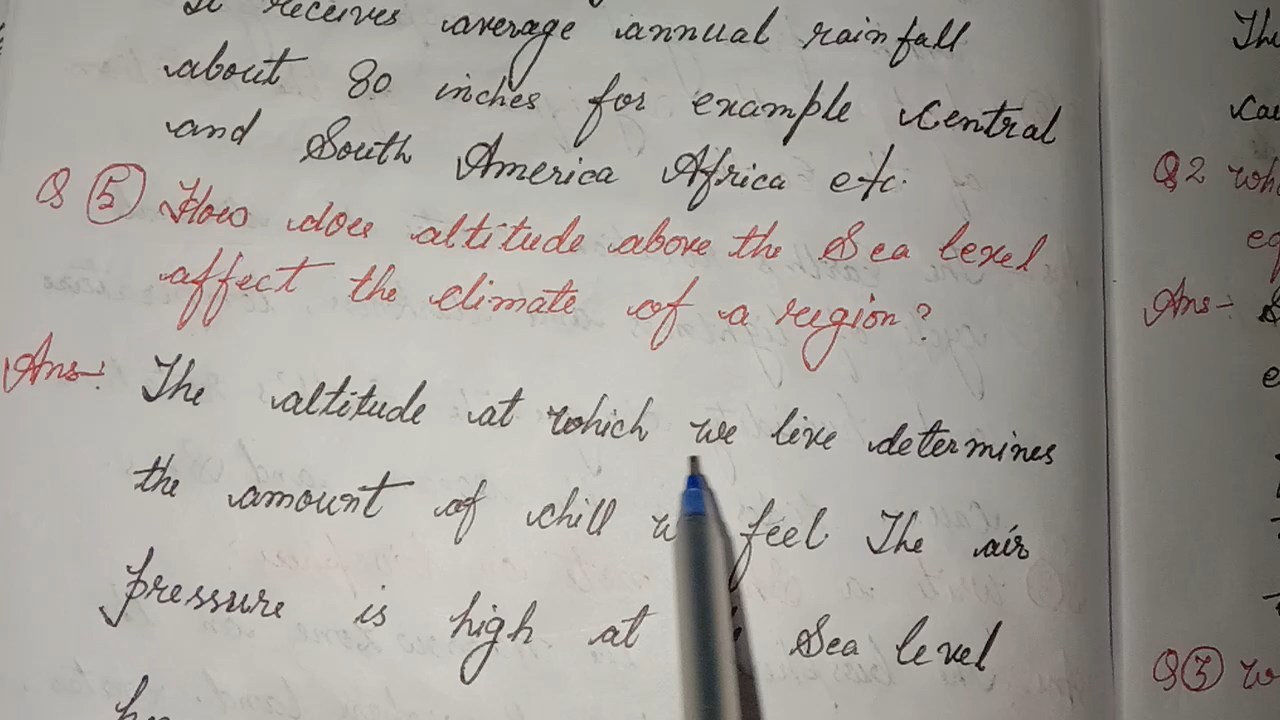 It receives average annual rainfall
about 80 inches for example Central
and South America Africa etc.
Q 5 How does altitude above the Sea level
affect the climate of a region?
Ans:- The altitude at which we live determines
the amount of chill feel. The air
pressure is high at Sea level
The
Q2
Ans-
Q 3